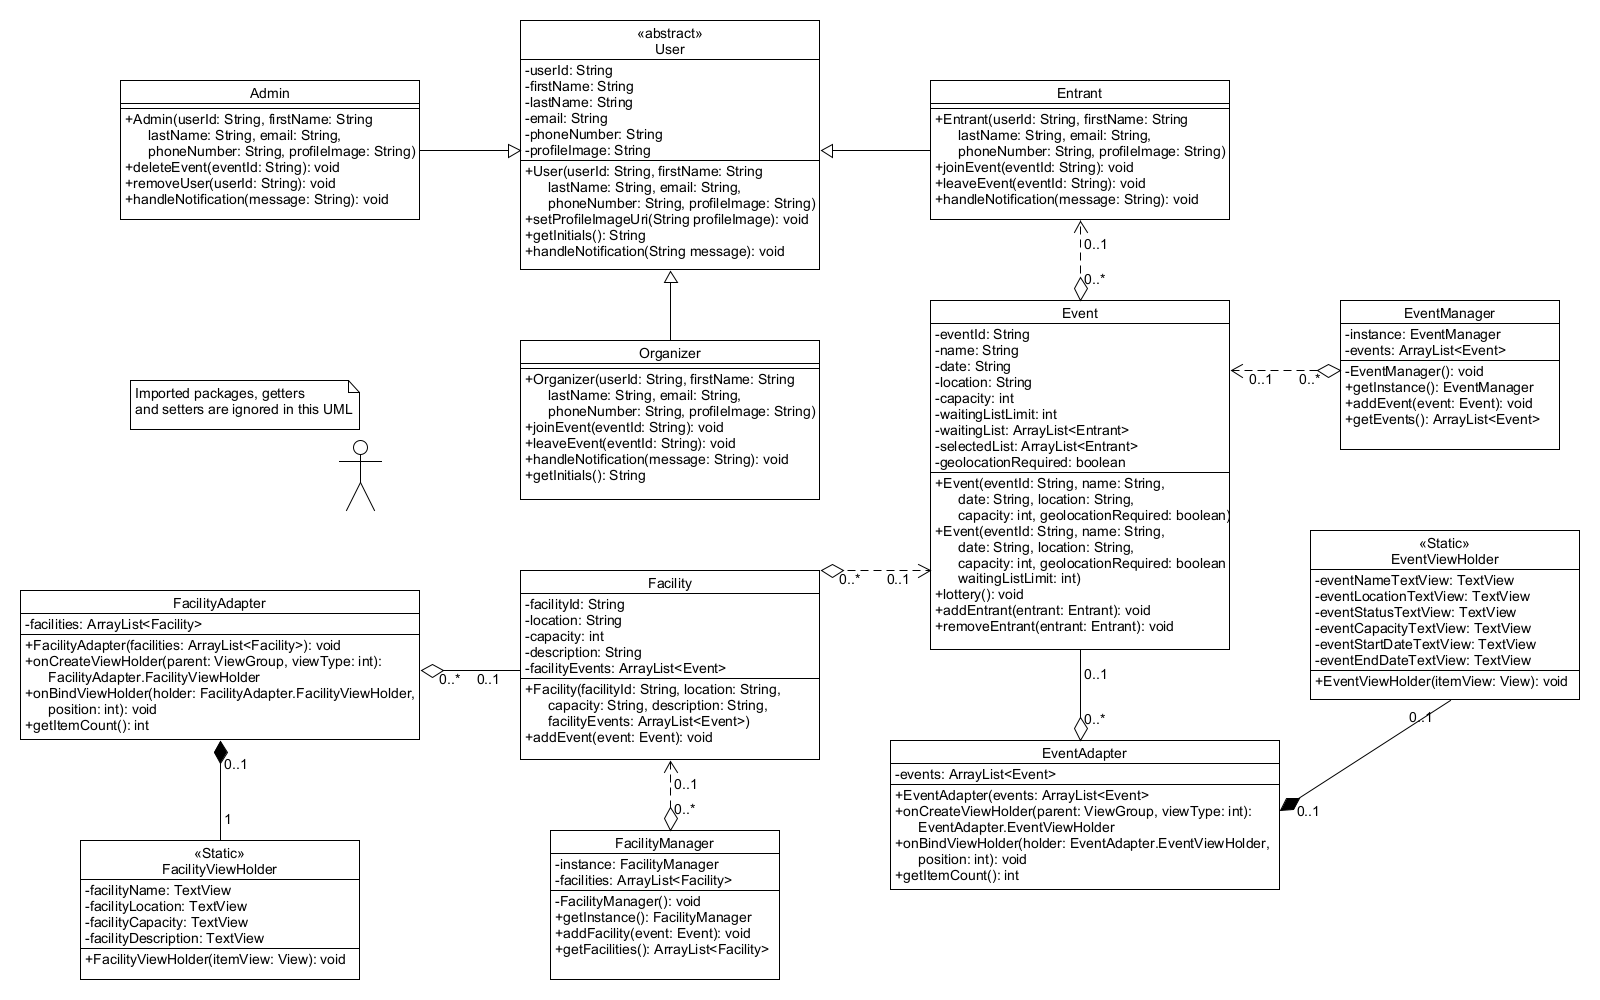 «abstract»
User
-userId: String
-firstName: String
-lastName: String
-email: String
-phoneNumber: String
-profileImage: String
+User(userId: String, firstName: String
lastName: String, email: String,
phoneNumber: String, profileImage: String)
+setProfileImageUri(String profileImage): void
+getInitials(): String
+handleNotification(String message): void
Admin
+Admin(userId: String, firstName: String
lastName: String, email: String,
phoneNumber: String, profileImage: String)
+deleteEvent(eventId: String): void
+removeUser(userId: String): void
+handleNotification(message: String): void
Entrant
+Entrant(userId: String, firstName: String
lastName: String, email: String,
phoneNumber: String, profileImage: String)
+joinEvent(eventId: String): void
+leaveEvent(eventId: String): void
+handleNotification(message: String): void
0..1
0..*
Organizer
+Organizer(userId: String, firstName: String
lastName: String, email: String,
phoneNumber: String, profileImage: String)
+joinEvent(eventId: String): void
+leaveEvent(eventId: String): void
+handleNotification(message: String): void
+getInitials(): String
Imported packages, getters
and setters are ignored in this UML
Event
-eventId: String
-name: String
-date: String
-location: String
-capacity: int
-waitingListLimit: int
-waitingList: ArrayList<Entrant>
-selectedList: ArrayList<Entrant>
-geolocationRequired: boolean
+Event(eventId: String, name: String,
date: String, location: String,
capacity: int, geolocationRequired: boolean)
+Event(eventId: String, name: String,
date: String, location: String,
capacity: int, geolocationRequired: boolean
waitingListLimit: int)
+lottery(): void
+addEntrant(entrant: Entrant): void
+removeEntrant(entrant: Entrant): void
0..1
0..*
EventManager
-instance: EventManager
-events: ArrayList<Event>
-EventManager(): void
+getInstance(): EventManager
+addEvent(event: Event): void
+getEvents(): ArrayList<Event>
«Static»
EventViewHolder
-eventNameTextView: TextView
-eventLocationTextView: TextView
-eventStatusTextView: TextView
-eventCapacityTextView: TextView
-eventStartDateTextView: TextView
-eventEndDateTextView: TextView
+EventViewHolder(itemView: View): void
0..*
0..1
Facility
-facilityId: String
-location: String
-capacity: int
-description: String
-facilityEvents: ArrayList<Event>
+Facility(facilityId: String, location: String,
capacity: String, description: String,
facilityEvents: ArrayList<Event>)
+addEvent(event: Event): void
FacilityAdapter
-facilities: ArrayList<Facility>
+FacilityAdapter(facilities: ArrayList<Facility>): void
+onCreateViewHolder(parent: ViewGroup, viewType: int):
FacilityAdapter.FacilityViewHolder
+onBindViewHolder(holder: FacilityAdapter.FacilityViewHolder,
position: int): void
+getItemCount(): int
0..*
0..1
0..1
0..*
0..1
0..1
EventAdapter
-events: ArrayList<Event>
+EventAdapter(events: ArrayList<Event>
+onCreateViewHolder(parent: ViewGroup, viewType: int):
EventAdapter.EventViewHolder
+onBindViewHolder(holder: EventAdapter.EventViewHolder,
position: int): void
+getItemCount(): int
0..1
1
0..1
0..*
«Static»
FacilityViewHolder
-facilityName: TextView
-facilityLocation: TextView
-facilityCapacity: TextView
-facilityDescription: TextView
+FacilityViewHolder(itemView: View): void
FacilityManager
-instance: FacilityManager
-facilities: ArrayList<Facility>
-FacilityManager(): void
+getInstance(): FacilityManager
+addFacility(event: Event): void
+getFacilities(): ArrayList<Facility>